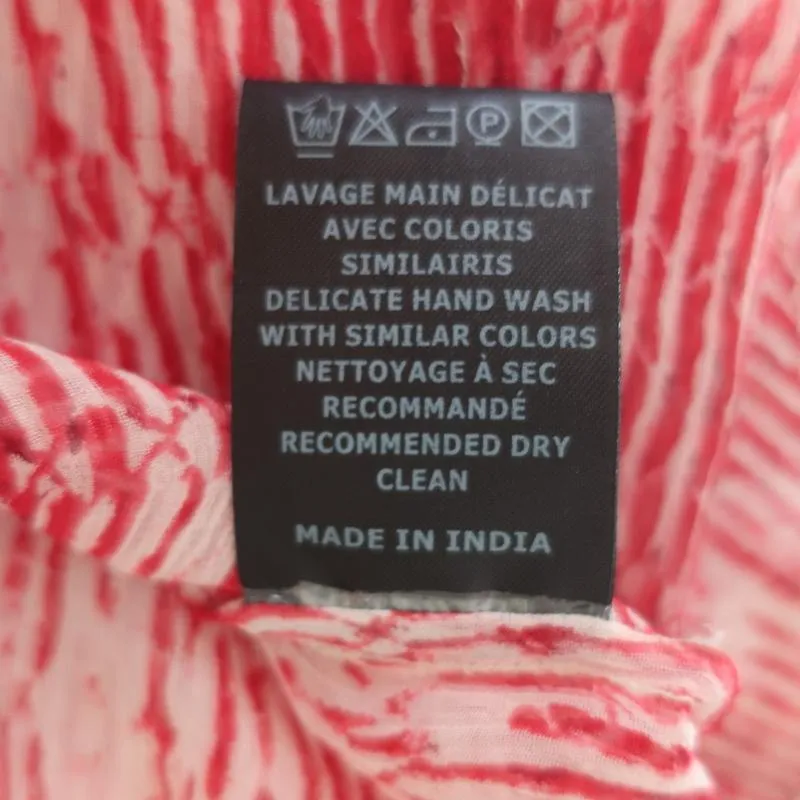 P
LAVAGE MAIN DÉLICAT
AVEC COLORIS
SIMILAIRIS
DELICATE HAND WASH
WITH SIMILAR COLORS
NETTOYAGE À SEC
RECOMMANDÉ
RECOMMENDED DRY
CLEAN
MADE IN INDIA